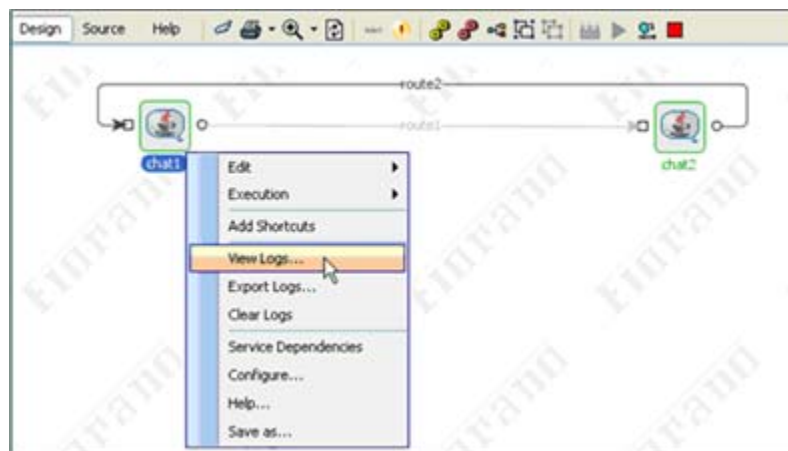 Design Source Help
route2
route1
chat1
chat2
Edit
Execution
Add Shortcuts
View Logs...
Export Logs...
Clear Logs
Service Dependencies
Configure...
Help...
Save as...